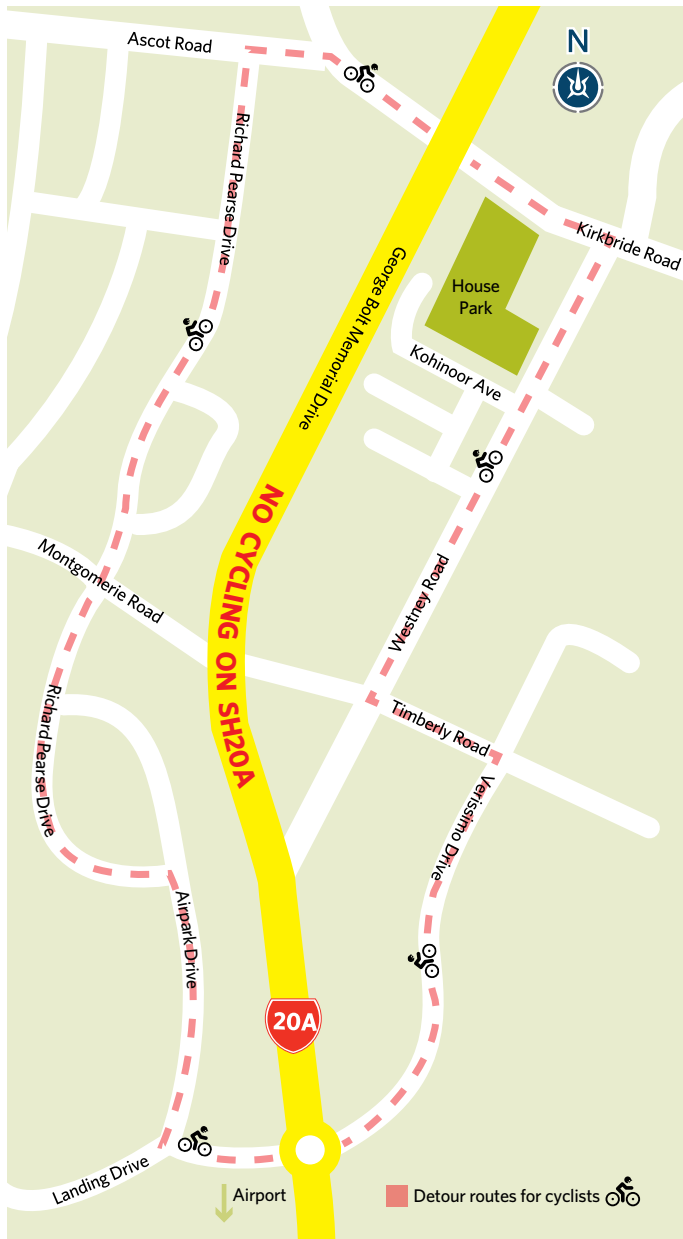 N
Ascot Road
Richard Pearse Drive
Kirkbride Road
George Bolt Memorial Drive
House
Park
Kohinoor Ave
NO CYCLING ON SH20A
Montgomerie Road
Westney Road
Richard Pearse Drive
Timberly Road
Verissimo Drive
Airpark Drive
20A
Landing Drive
Airport
Detour routes for cyclists